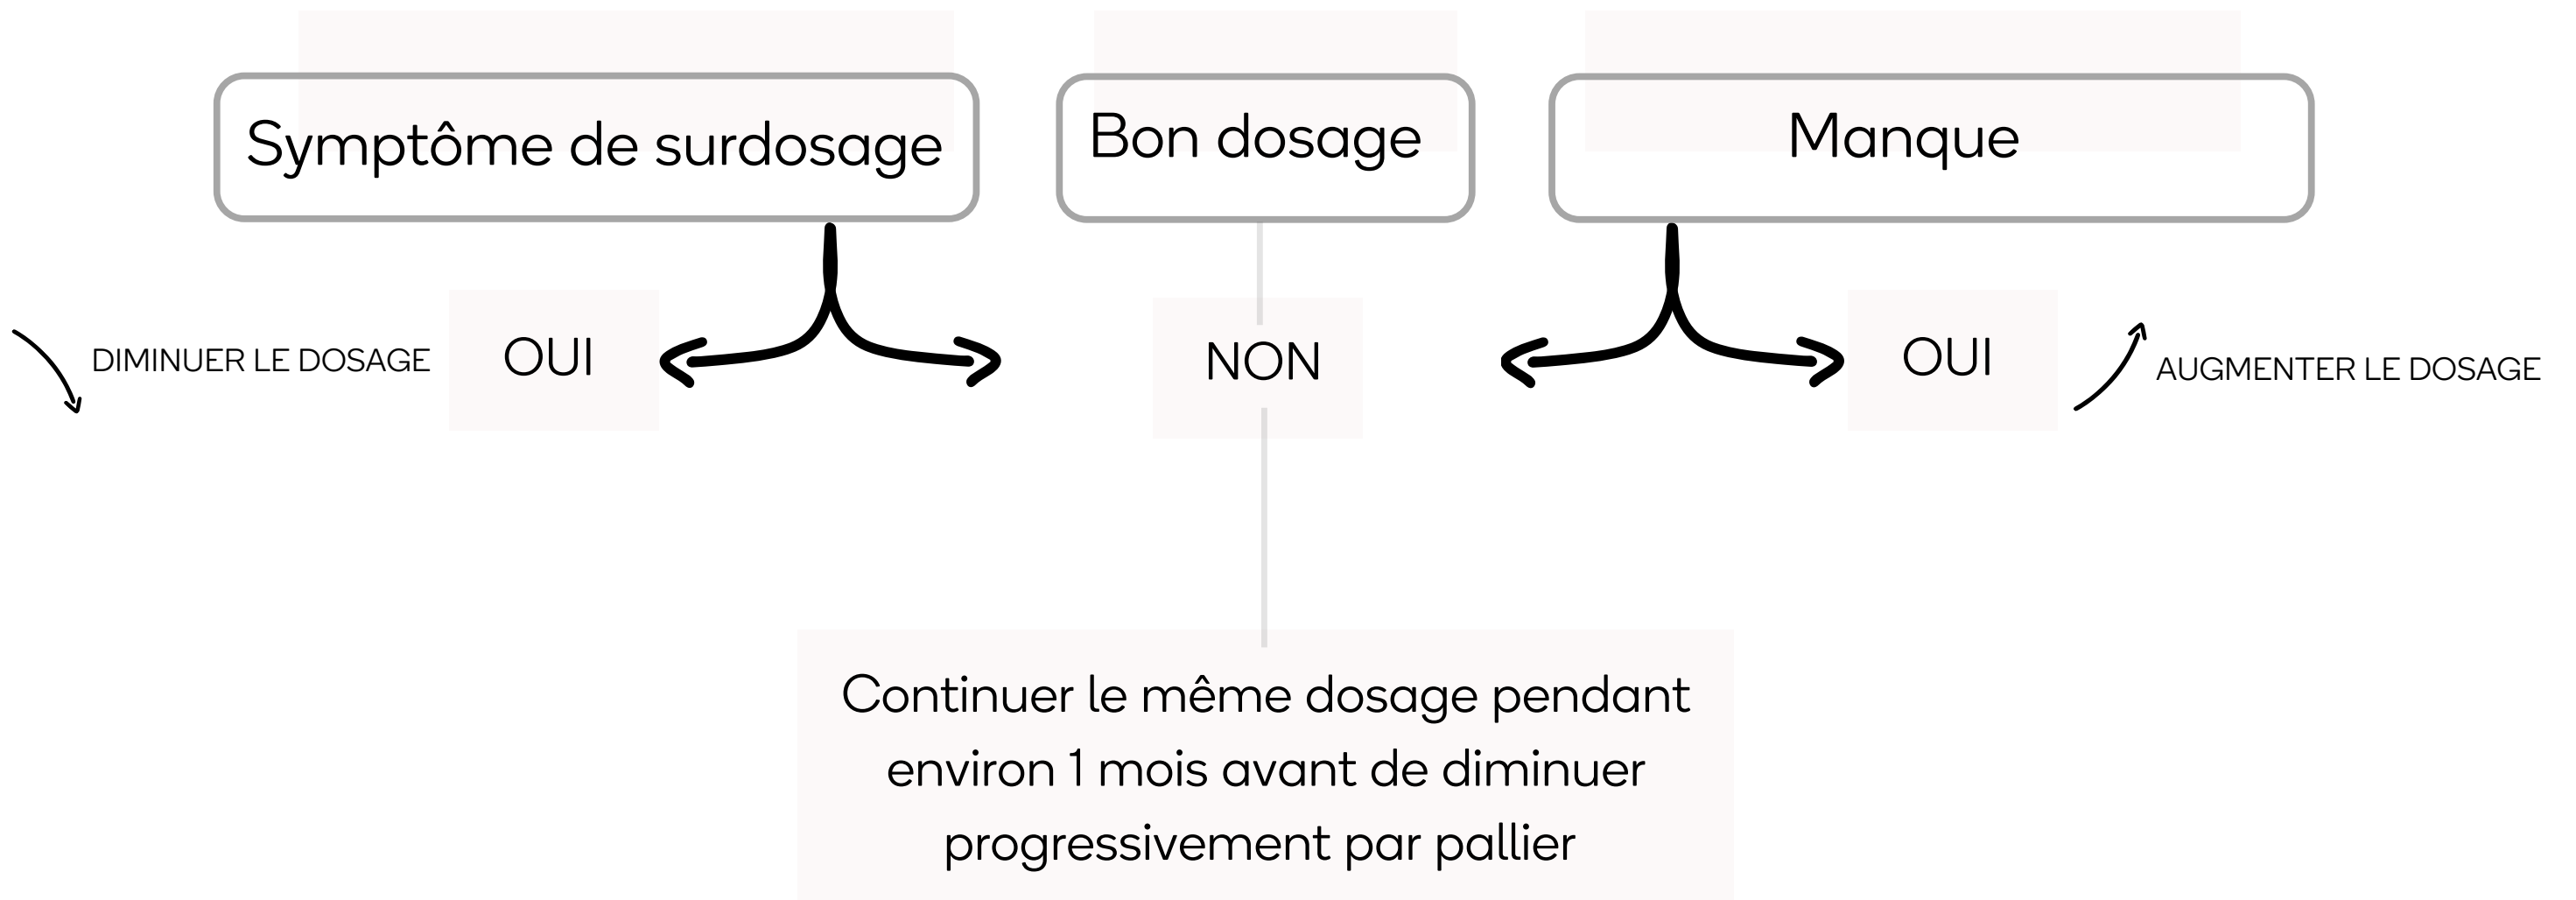 Symptôme de surdosage
Bon dosage
Manque
DIMINUER LE DOSAGE
OUI
NON
OUI
AUGMENTER LE DOSAGE
Continuer le même dosage pendant
environ 1 mois avant de diminuer
progressivement par pallier